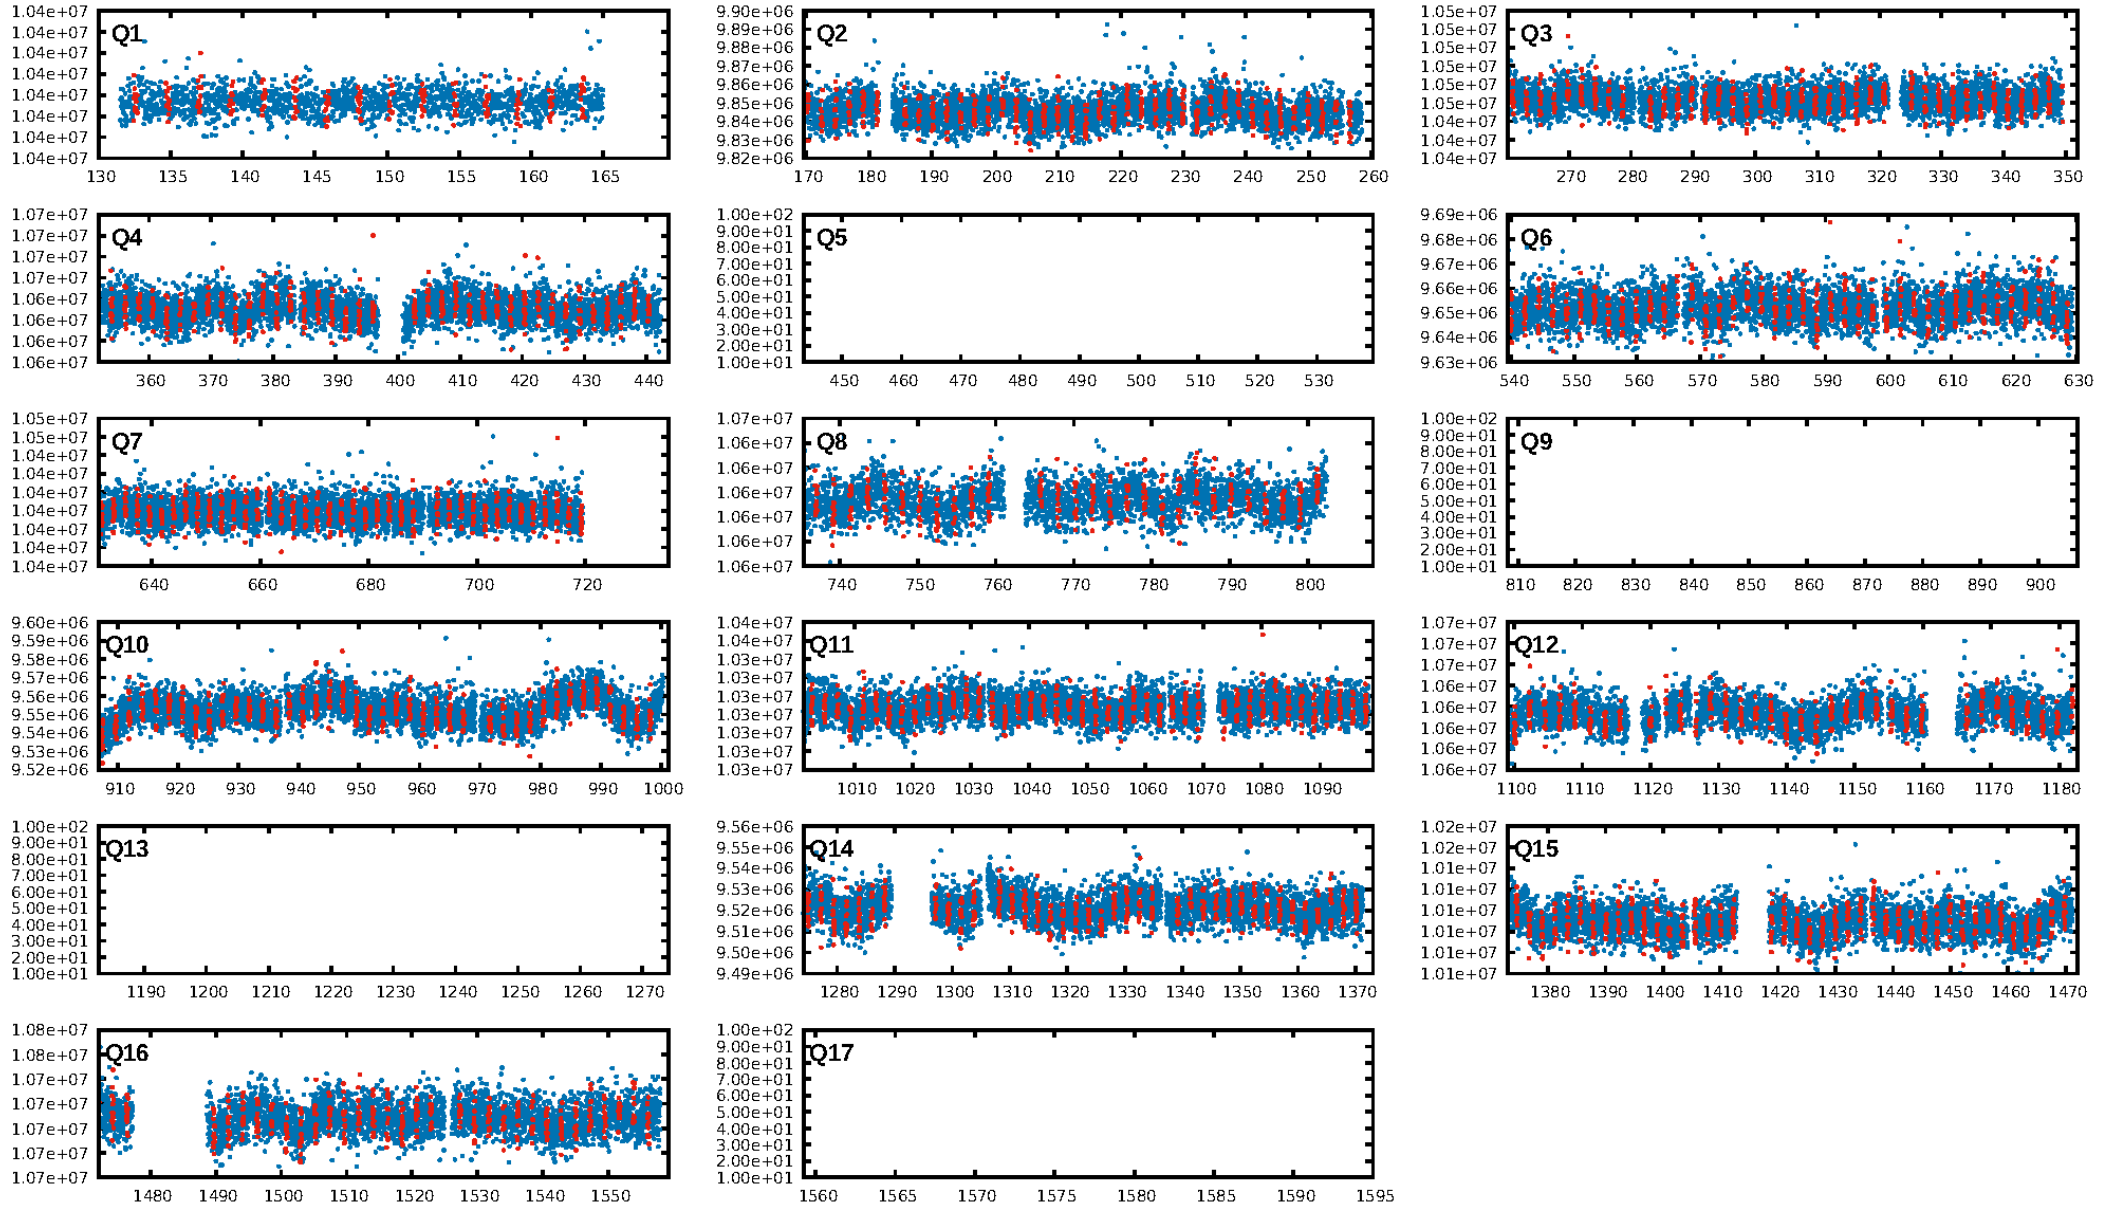 1.04e+07
1.04e+07
1.04e+07
1.04e+07
1.04e+07
1.04e+07
1.04e+07
1.04e+07
Q1
130 135 140 145 150 155 160 165
9.90e+06
9.89e+06
9.88e+06
9.87e+06
9.86e+06
9.85e+06
9.84e+06
9.83e+06
9.82e+06
Q2
170 180 190 200 210 220 230 240 250 260
1.05e+07
1.05e+07
1.05e+07
1.05e+07
1.05e+07
1.05e+07
1.04e+07
1.04e+07
1.04e+07
Q3
270 280 290 300 310 320 330 340 350
1.07e+07
1.07e+07
1.07e+07
1.07e+07
1.06e+07
1.06e+07
1.06e+07
1.06e+07
Q4
360 370 380 390 400 410 420 430 440
1.00e+02
9.00e+01
8.00e+01
7.00e+01
6.00e+01
5.00e+01
4.00e+01
3.00e+01
2.00e+01
1.00e+01
Q5
450 460 470 480 490 500 510 520 530
9.69e+06
9.68e+06
9.67e+06
9.66e+06
9.65e+06
9.64e+06
9.63e+06
Q6
540 550 560 570 580 590 600 610 620 630
1.05e+07
1.05e+07
1.04e+07
1.04e+07
1.04e+07
1.04e+07
1.04e+07
1.04e+07
1.04e+07
Q7
640 660 680 700 720
1.07e+07
1.06e+07
1.06e+07
1.06e+07
1.06e+07
1.06e+07
1.06e+07
Q8
740 750 760 770 780 790 800
1.00e+02
9.00e+01
8.00e+01
7.00e+01
6.00e+01
5.00e+01
4.00e+01
3.00e+01
2.00e+01
1.00e+01
Q9
810 820 830 840 850 860 870 880 890 900
9.60e+06
9.59e+06
9.58e+06
9.57e+06
9.56e+06
9.55e+06
9.54e+06
9.53e+06
9.52e+06
Q10
910 920 930 940 950 960 970 980 990 1000
1.04e+07
1.04e+07
1.03e+07
1.03e+07
1.03e+07
1.03e+07
1.03e+07
1.03e+07
1.03e+07
Q11
1010 1020 1030 1040 1050 1060 1070 1080 1090
1.07e+07
1.07e+07
1.07e+07
1.06e+07
1.06e+07
1.06e+07
1.06e+07
1.06e+07
Q12
1100 1110 1120 1130 1140 1150 1160 1170 1180
1.00e+02
9.00e+01
8.00e+01
7.00e+01
6.00e+01
5.00e+01
4.00e+01
3.00e+01
2.00e+01
1.00e+01
Q13
1190 1200 1210 1220 1230 1240 1250 1260 1270
9.56e+06
9.55e+06
9.54e+06
9.53e+06
9.52e+06
9.51e+06
9.50e+06
9.49e+06
Q14
1280 1290 1300 1310 1320 1330 1340 1350 1360 1370
1.02e+07
1.01e+07
1.01e+07
1.01e+07
1.01e+07
1.01e+07
1.01e+07
1.01e+07
Q15
1380 1390 1400 1410 1420 1430 1440 1450 1460 1470
1.08e+07
1.08e+07
1.07e+07
1.07e+07
1.07e+07
1.07e+07
1.07e+07
Q16
1480 1490 1500 1510 1520 1530 1540 1550
1.00e+02
9.00e+01
8.00e+01
7.00e+01
6.00e+01
5.00e+01
4.00e+01
3.00e+01
2.00e+01
1.00e+01
Q17
1560 1565 1570 1575 1580 1585 1590 1595